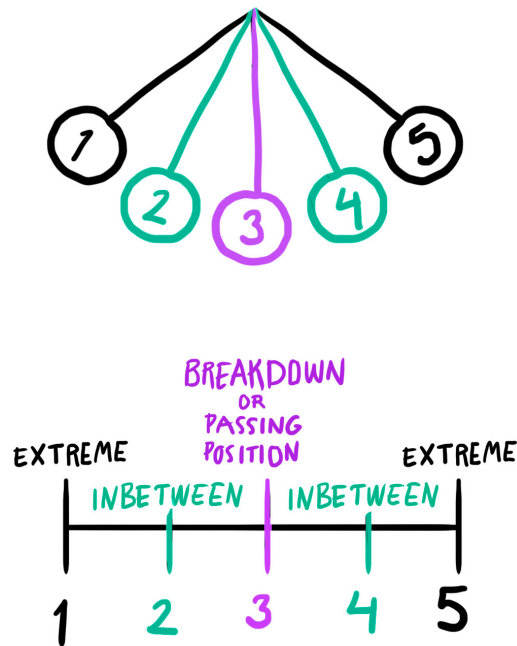 1
5
2
4
3
BREAKDOWN
OR
PASSING
POSITION
EXTREME
EXTREME
INBETWEEN
INBETWEEN
1
2
3
4
5